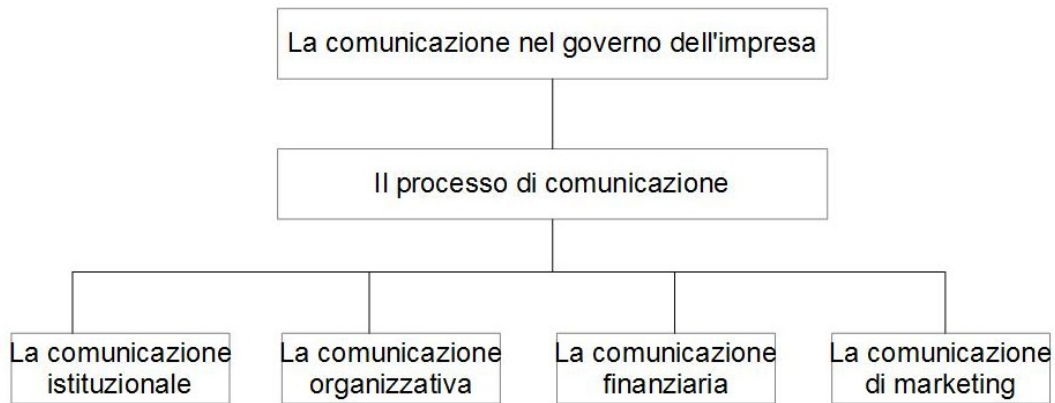 La comunicazione nel governo dell'impresa
Il processo di comunicazione
La comunicazione
istituzionale
La comunicazione
organizzativa
La comunicazione
finanziaria
La comunicazione
di marketing